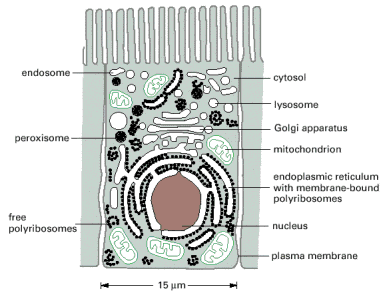 endosome
peroxisome
free
polyribosomes
cytosol
lysosome
Golgi apparatus
mitochondrion
endoplasmic reticulum
with membrane-bound
polyribosomes
nucleus
plasma membrane
15 μm